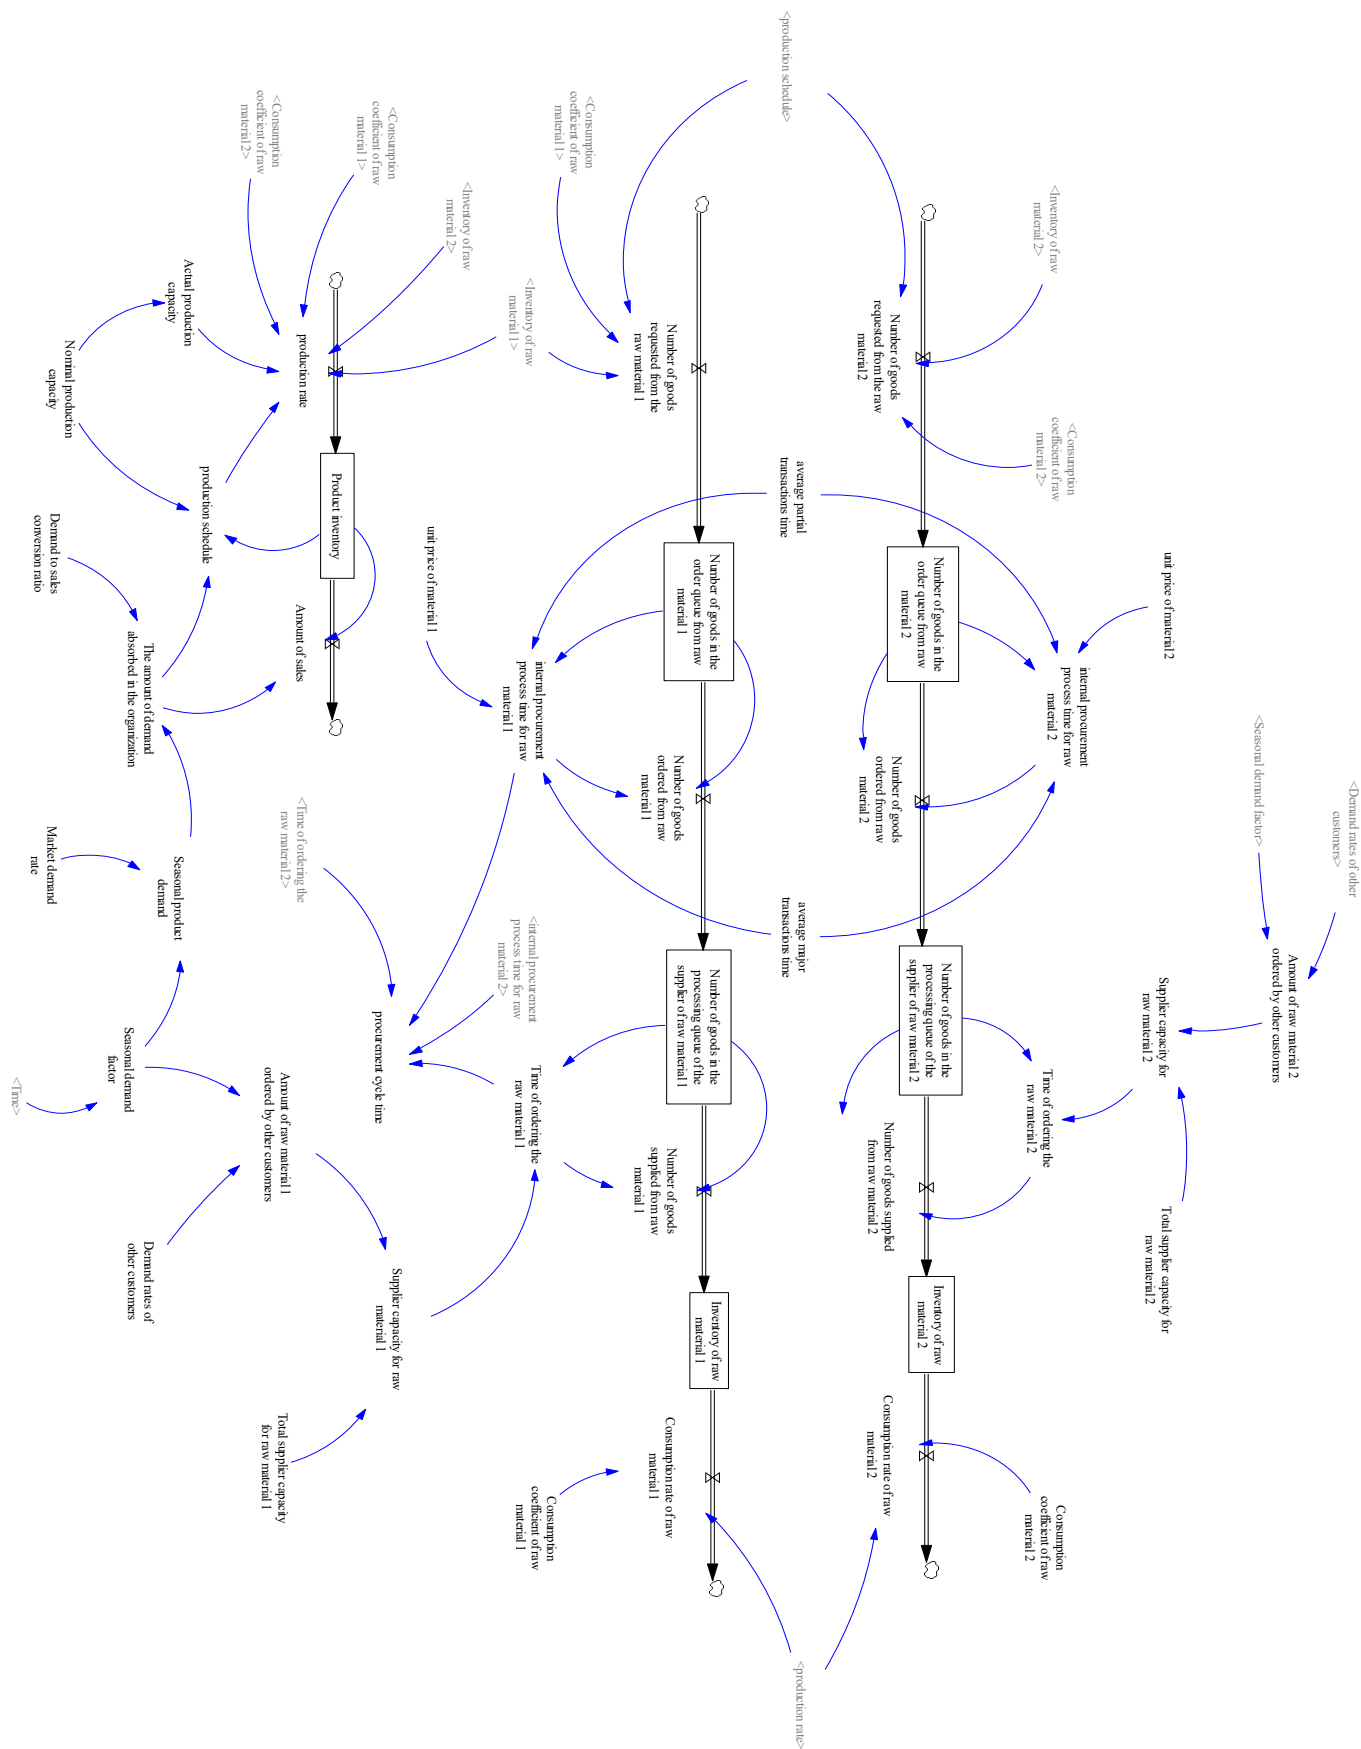 <Demand rates of other
customers>
<Seasonal demand factor>
Amount of raw material 2
ordered by other customers
Supplier capacity for
raw material 2
Total supplier capacity for
raw material 2
unit price of material 2
<Inventory of raw
material 2>
<Consumption
coefficient of raw
material 2>
internal procurement
process time for raw
material 2
Time of ordering the
raw material 2
Consumption
coefficient of raw
material 2
Number of goods in the
order queue from raw
material 2
Number of goods in the
processing queue of the
supplier of raw material 2
Inventory of raw
material 2
Number of goods
requested from the raw
material 2
Number of goods
ordered from raw
material 2
Number of goods supplied
from raw material 2
Consumption rate of raw
material 2
<production schedule>
average partial
transactions time
average major
transactions time
<production rate>
Number of goods in the
order queue from raw
material 1
Number of goods in the
processing queue of the
supplier of raw material 1
Inventory of raw
material 1
Number of goods
requested from the
raw material 1
Number of goods
ordered from raw
material 1
Number of goods
supplied from raw
material 1
Consumption rate of raw
material 1
<Consumption
coefficient of raw
material 1>
<Inventory of raw
material 1>
internal procurement
process time for raw
material 1
<internal procurement
process time for raw
material 2>
Time of ordering the
raw material 1
Consumption
coefficient of raw
material 1
<Inventory of raw
material 2>
unit price of material 1
<Consumption
coefficient of raw
material 1>
procurement cycle time
Supplier capacity for raw
material 1
Product inventory
<Consumption
coefficient of raw
material 2>
production rate
Amount of sales
<Time of ordering the
raw material 2>
Amount of raw material 1
ordered by other customers
Total supplier capacity
for raw material 1
Actual production
capacity
production schedule
The amount of demand
absorbed in the organization
Seasonal product
demand
Seasonal demand
factor
Demand rates of
other customers
Nominal production
capacity
Demand to sales
conversion ratio
Market demand
rate
<Time>